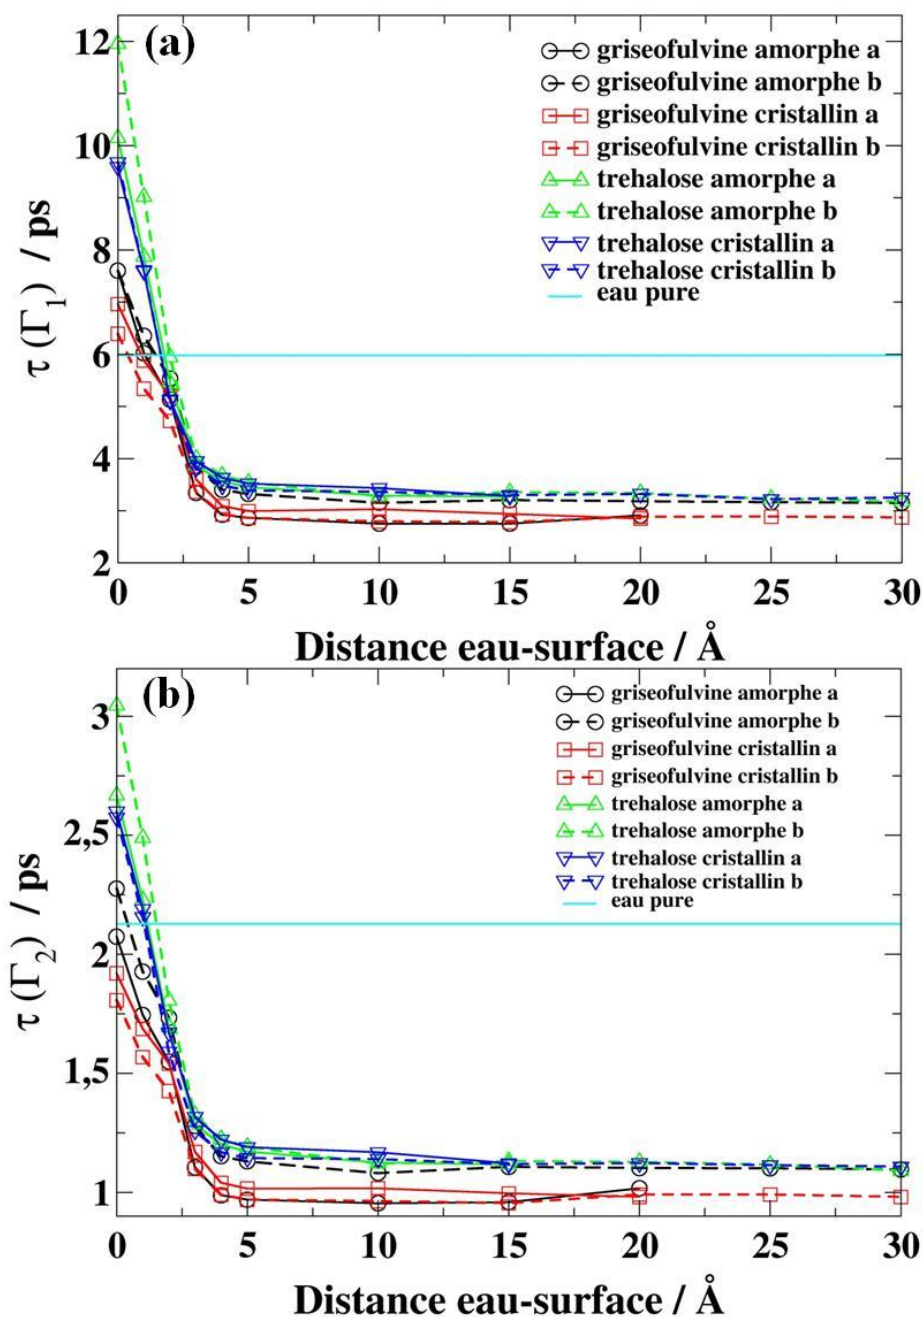 (a)
griseofulvine amorphe a
griseofulvine amorphe b
griseofulvine cristallin a
griseofulvine cristallin b
trehalose amorphe a
trehalose amorphe b
trehalose cristallin a
trehalose cristallin b
eau pure
12
10
8
6
4
2
τ (Γ₁) / ps
0 5 10 15 20 25 30
Distance eau-surface / Å
(b)
griseofulvine amorphe a
griseofulvine amorphe b
griseofulvine cristallin a
griseofulvine cristallin b
trehalose amorphe a
trehalose amorphe b
trehalose cristallin a
trehalose cristallin b
eau pure
3
2,5
2
1,5
1
τ (Γ₂) / ps
0 5 10 15 20 25 30
Distance eau-surface / Å